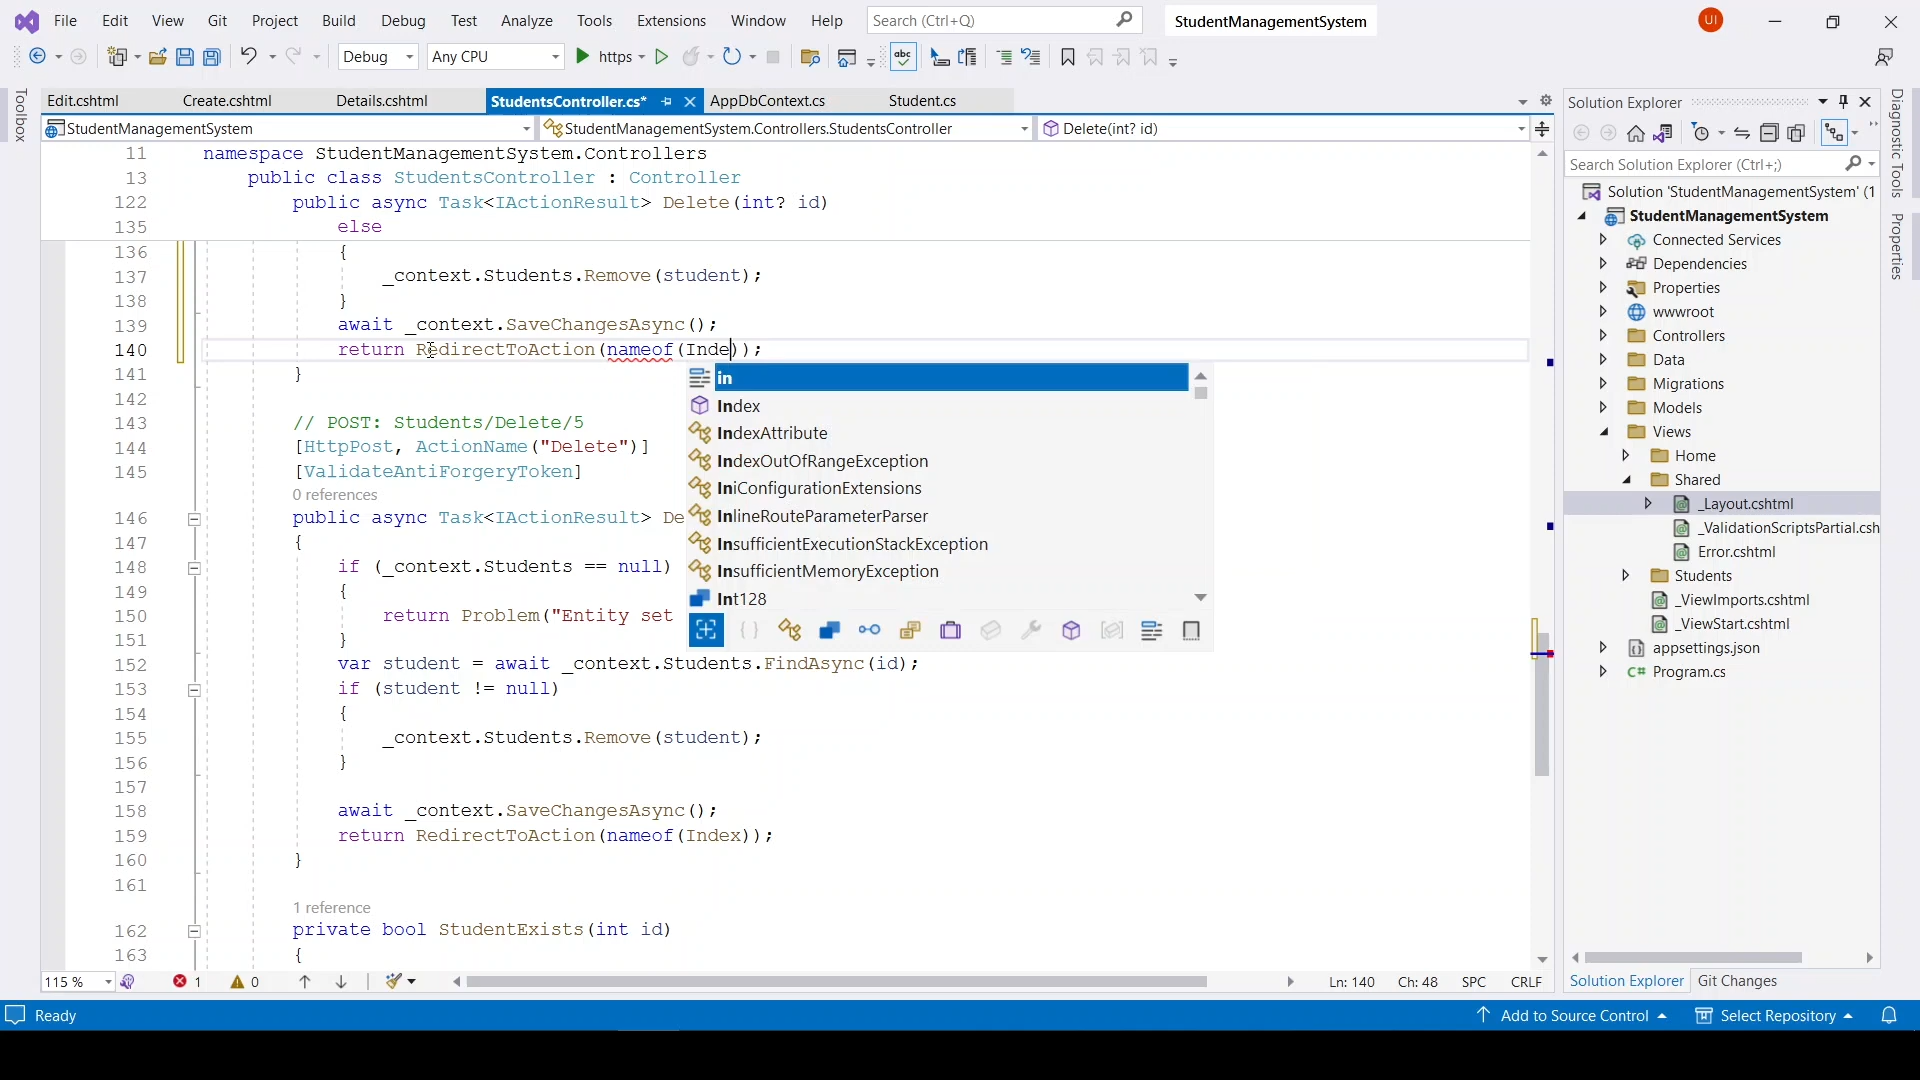 File Edit View Git Project Build Debug Test Analyze Tools Extensions Window Help Search (Ctrl+Q) StudentManagementSystem UI
Debug Any CPU https abc
Edit.cshtml Create.cshtml Details.cshtml StudentsController.cs* AppDbContext.cs Student.cs
StudentManagementSystem StudentManagementSystem.Controllers.StudentsController Delete(int? id)
11 namespace StudentManagementSystem.Controllers
13 public class StudentsController : Controller
122 public async Task<IActionResult> Delete(int? id)
135 else
136 {
137 _context.Students.Remove(student);
138 }
139 await _context.SaveChangesAsync();
140 return RedirectToAction(nameof(Inde));
141 }
142
143 // POST: Students/Delete/5
144 [HttpPost, ActionName("Delete")]
145 [ValidateAntiForgeryToken]
0 references
146 public async Task<IActionResult> De
147 {
148 if (_context.Students == null)
149 {
150 return Problem("Entity set
151 }
152 var student = await _context.Students.FindAsync(id);
153 if (student != null)
154 {
155 _context.Students.Remove(student);
156 }
157
158 await _context.SaveChangesAsync();
159 return RedirectToAction(nameof(Index));
160 }
161
1 reference
162 private bool StudentExists(int id)
163 {
in
Index
IndexAttribute
IndexOutOfRangeException
IniConfigurationExtensions
InlineRouteParameterParser
InsufficientExecutionStackException
InsufficientMemoryException
Int128
115 % 1 0 Ln: 140 Ch: 48 SPC CRLF
Toolbox
Solution Explorer
Search Solution Explorer (Ctrl+;)
Solution 'StudentManagementSystem' (1
StudentManagementSystem
Connected Services
Dependencies
Properties
wwwroot
Controllers
Data
Migrations
Models
Views
Home
Shared
_Layout.cshtml
_ValidationScriptsPartial.csh
Error.cshtml
Students
_ViewImports.cshtml
_ViewStart.cshtml
appsettings.json
C# Program.cs
Solution Explorer Git Changes
Diagnostic Tools
Properties
Ready Add to Source Control Select Repository